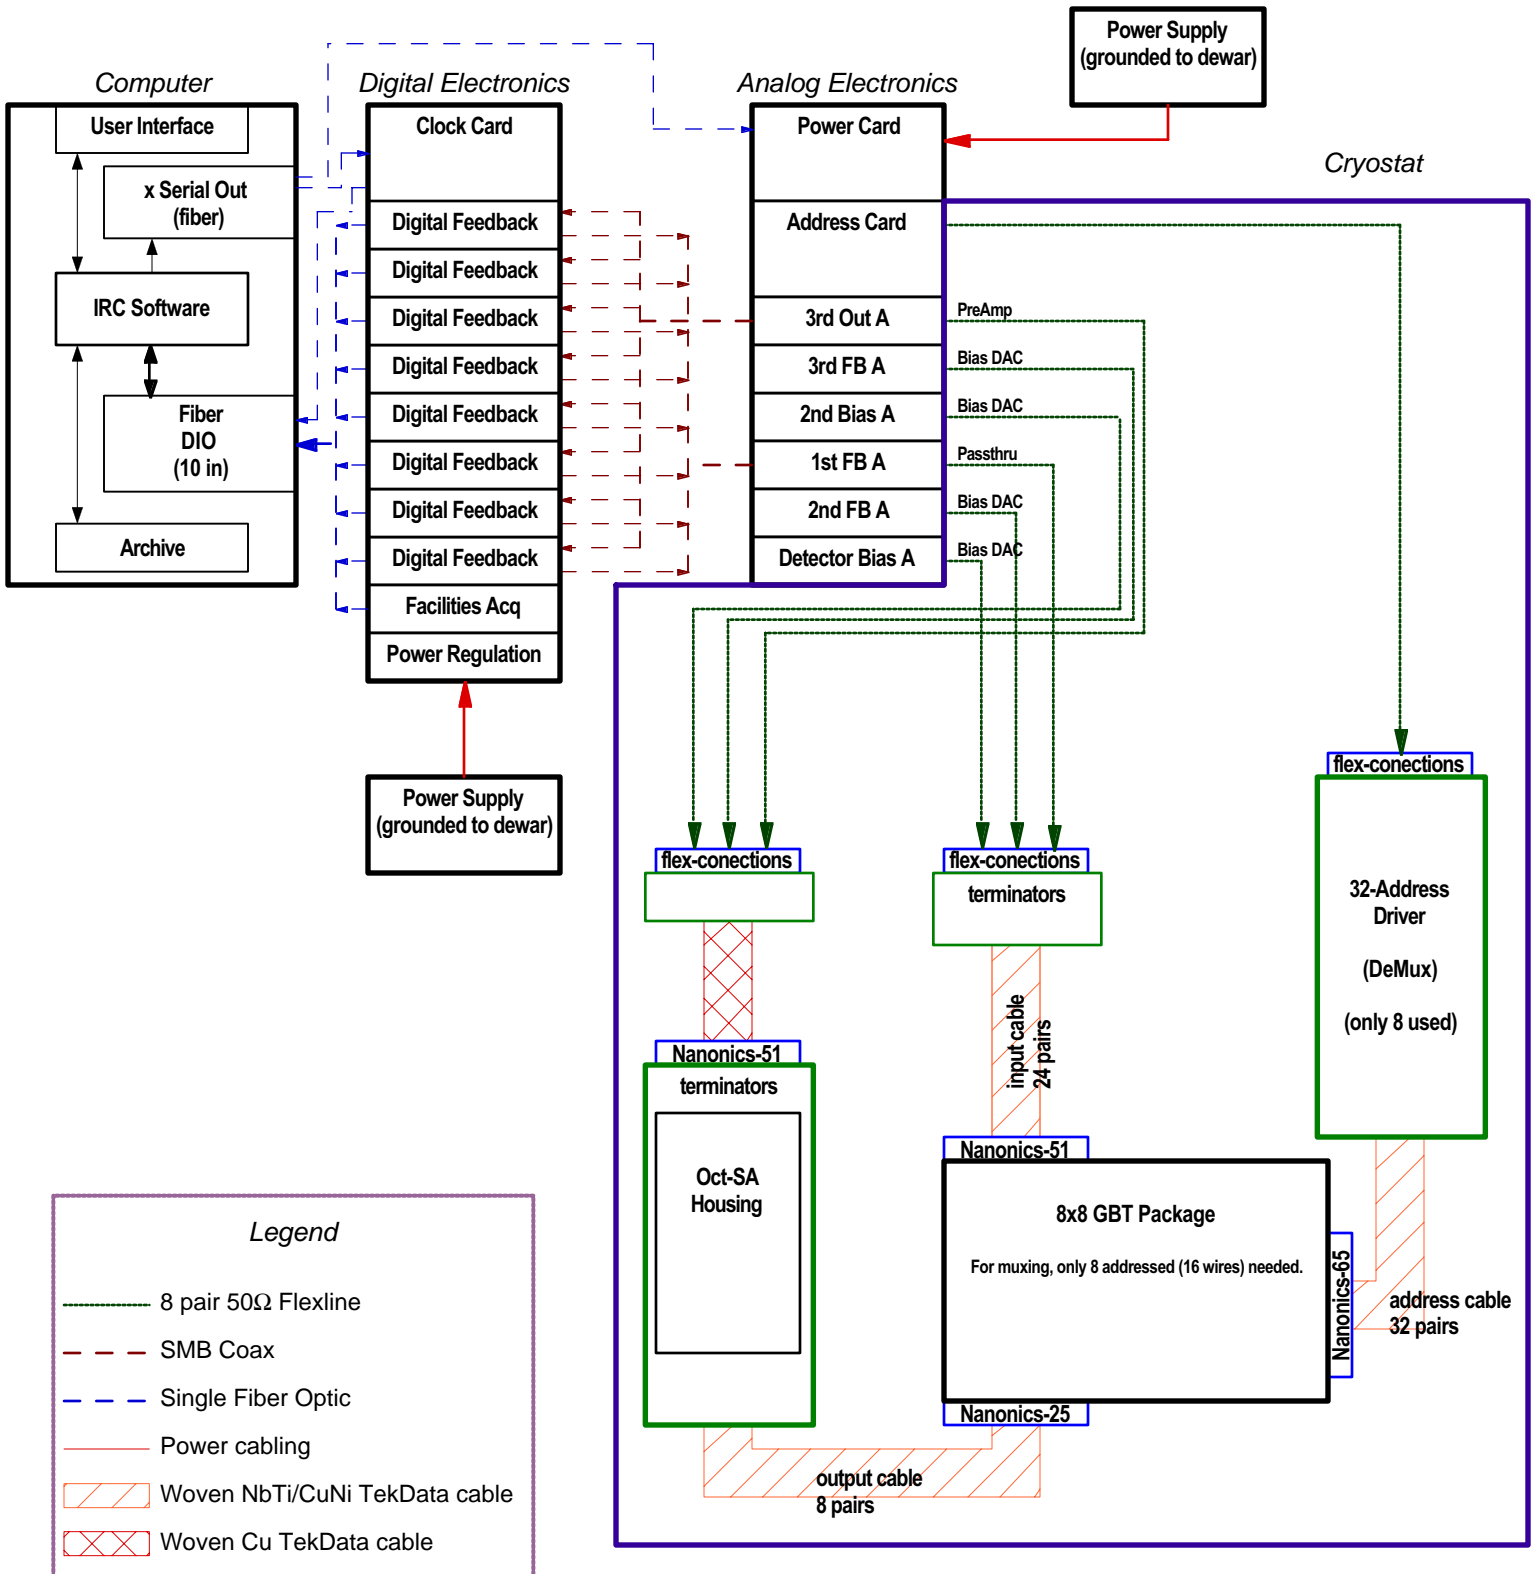 Power Supply
(grounded to dewar)
Computer
Digital Electronics
Analog Electronics
Cryostat
User Interface
x Serial Out
(fiber)
IRC Software
Fiber
DIO
(10 in)
Archive
Clock Card
Digital Feedback
Digital Feedback
Digital Feedback
Digital Feedback
Digital Feedback
Digital Feedback
Digital Feedback
Digital Feedback
Facilities Acq
Power Regulation
Power Supply
(grounded to dewar)
Power Card
Address Card
3rd Out A
3rd FB A
2nd Bias A
1st FB A
2nd FB A
Detector Bias A
PreAmp
Bias DAC
Bias DAC
Passthru
Bias DAC
Bias DAC
flex-conections
flex-conections
terminators
flex-conections
32-Address
Driver
(DeMux)
(only 8 used)
input cable
24 pairs
Nanonics-51
terminators
Oct-SA
Housing
Nanonics-51
8x8 GBT Package
For muxing, only 8 addressed (16 wires) needed.
Nanonics-65
address cable
32 pairs
Nanonics-25
output cable
8 pairs
Legend
8 pair 50Ω Flexline
SMB Coax
Single Fiber Optic
Power cabling
Woven NbTi/CuNi TekData cable
Woven Cu TekData cable